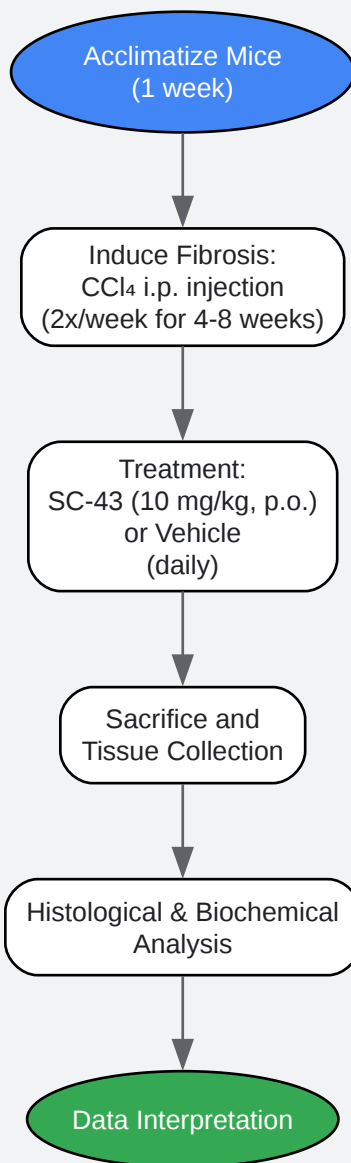 Acclimatize Mice
(1 week)
Induce Fibrosis:
CCl₄ i.p. injection
(2x/week for 4-8 weeks)
Treatment:
SC-43 (10 mg/kg, p.o.)
or Vehicle
(daily)
Sacrifice and
Tissue Collection
Histological & Biochemical
Analysis
Data Interpretation